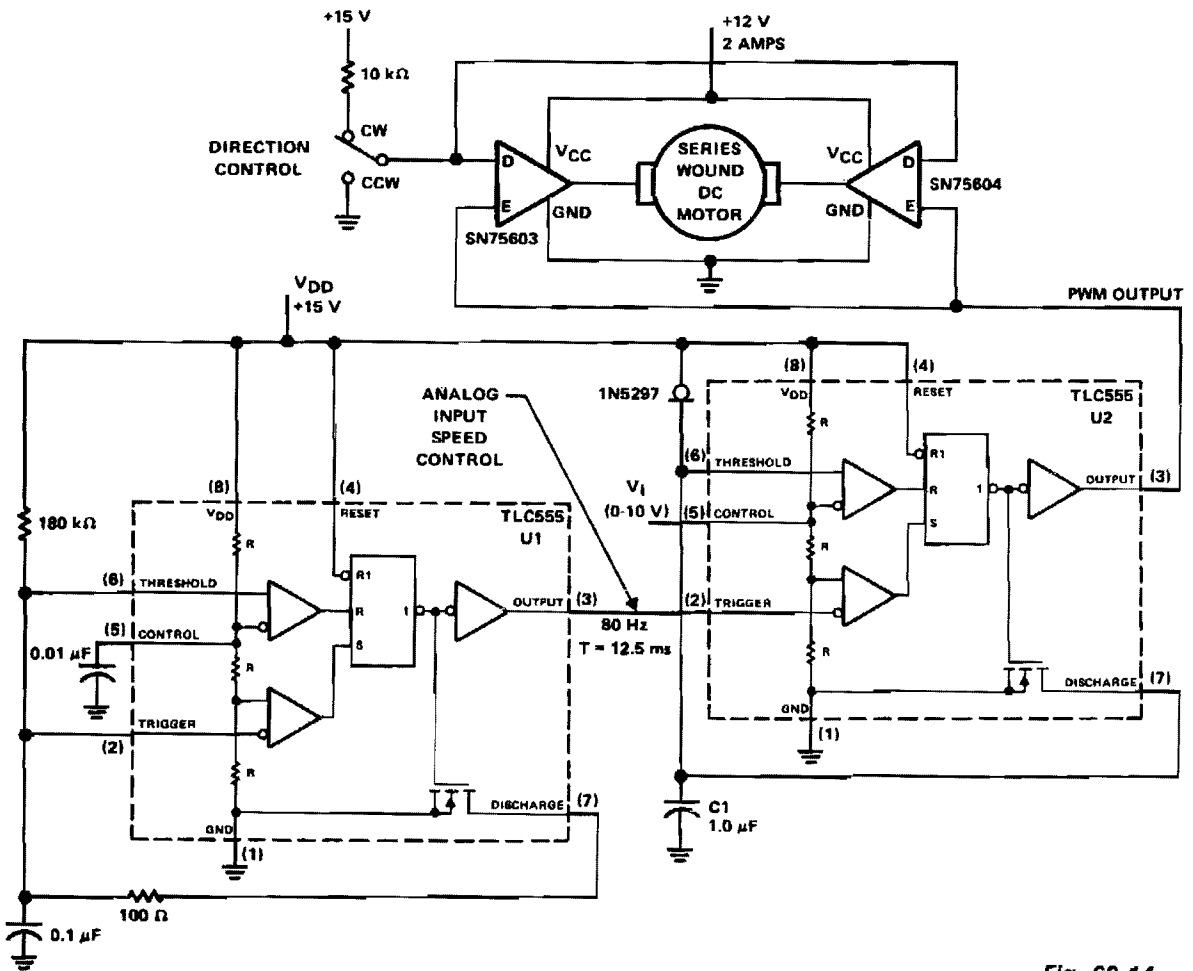 +15 V
10 kΩ
CW
DIRECTION
CONTROL
CCW
+12 V
2 AMPS
D
E
VCC
GND
SN75603
SERIES
WOUND
DC
MOTOR
VCC
GND
D
E
SN75604
PWM OUTPUT
VDD
+15 V
ANALOG
INPUT
SPEED
CONTROL
1N5297
(8)
(4)
VDD
RESET
TLC555
U2
R
(6)
THRESHOLD
R1
R
S
1
OUTPUT
(3)
Vi
(0-10 V)
(5)
CONTROL
R
(2)
TRIGGER
R
DISCHARGE
(7)
GND
(1)
C1
1.0 μF
180 kΩ
(8)
(4)
VDD
RESET
TLC555
U1
R
(6)
THRESHOLD
R1
R
S
1
OUTPUT
(3)
80 Hz
T = 12.5 ms
(5)
CONTROL
0.01 μF
R
TRIGGER
(2)
R
DISCHARGE
(7)
GND
(1)
100 Ω
0.1 μF